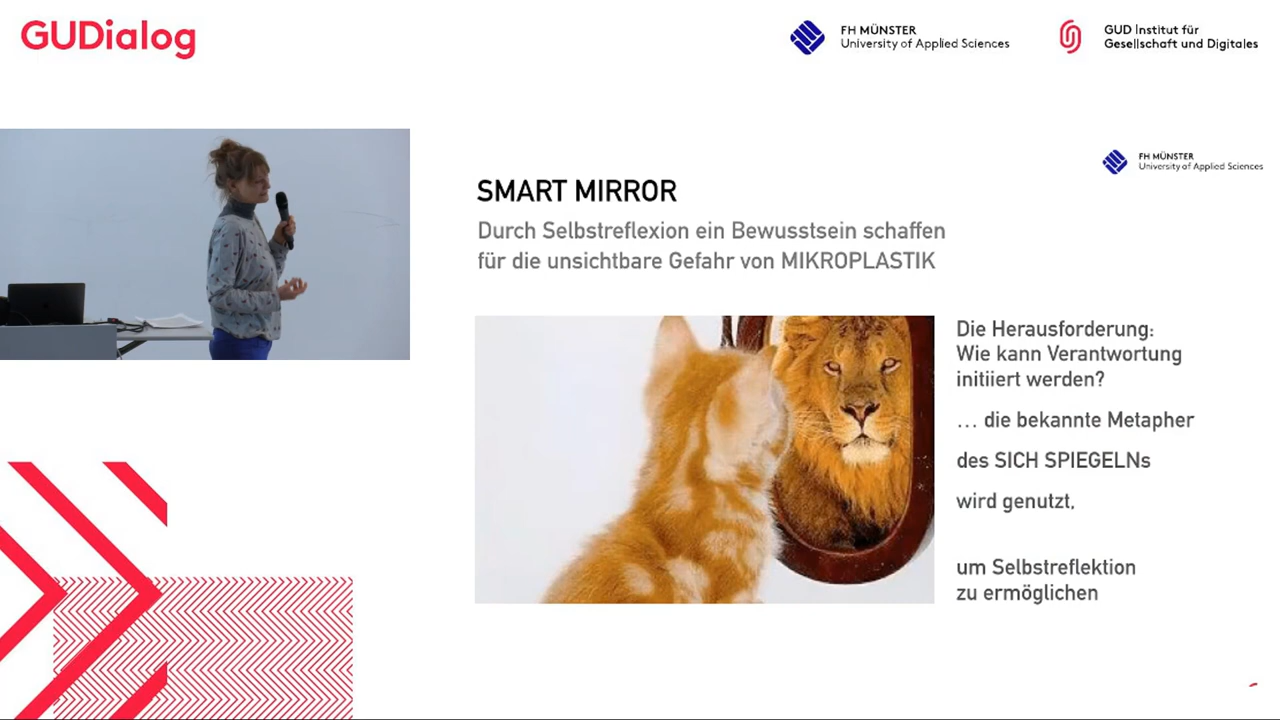 GUDialog
FH MÜNSTER
University of Applied Sciences
GUD Institut für
Gesellschaft und Digitales
FH MÜNSTER
University of Applied Sciences
SMART MIRROR
Durch Selbstreflexion ein Bewusstsein schaffen
für die unsichtbare Gefahr von MIKROPLASTIK
Die Herausforderung:
Wie kann Verantwortung
initiiert werden?
... die bekannte Metapher
des SICH SPIEGELNs
wird genutzt,
um Selbstreflektion
zu ermöglichen